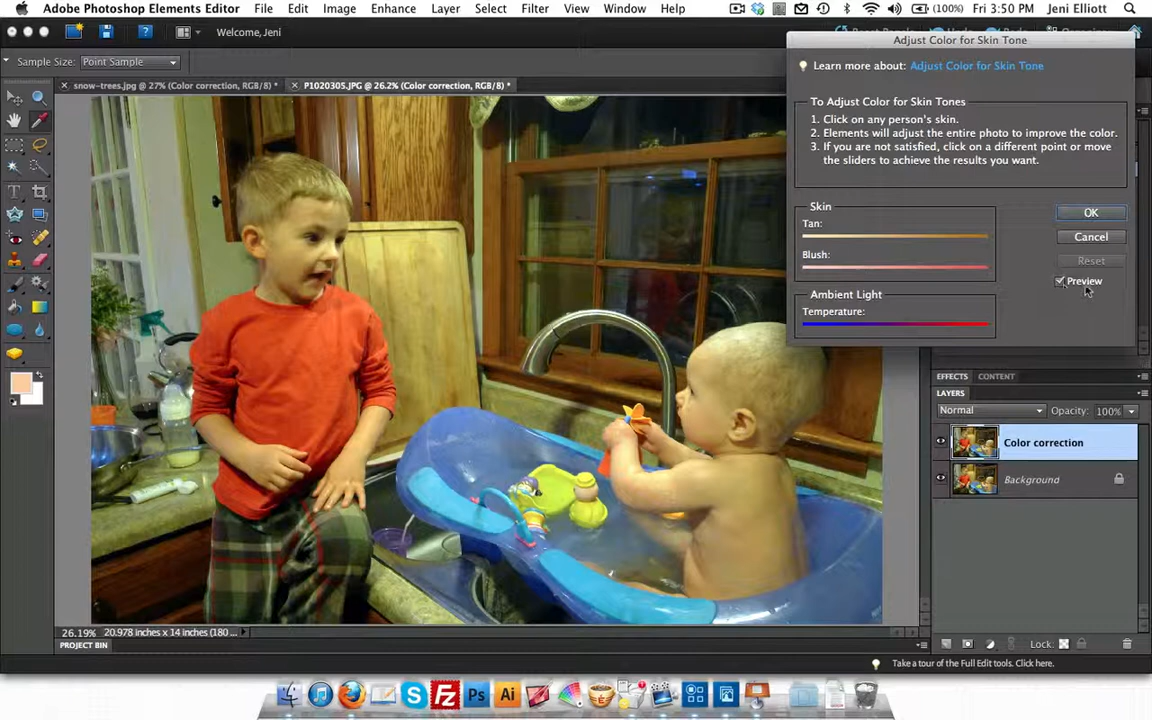 Adobe Photoshop Elements Editor File Edit Image Enhance Layer Select Filter View Window Help (100%) Fri 3:50 PM Jeni Elliott
Welcome, Jeni
Sample Size: Point Sample
snow-trees.jpg @ 27% (Color correction, RGB/8) * P1020305.JPG @ 26.2% (Color correction, RGB/8) *
Adjust Color for Skin Tone
Learn more about: Adjust Color for Skin Tone
To Adjust Color for Skin Tones
1. Click on any person's skin.
2. Elements will adjust the entire photo to improve the color.
3. If you are not satisfied, click on a different point or move
the sliders to achieve the results you want.
Skin
Tan:
Blush:
Ambient Light
Temperature:
OK
Cancel
Reset
Preview
EFFECTS CONTENT
LAYERS
Normal Opacity: 100%
Color correction
Background
Lock:
26.19% 20.978 inches x 14 inches (180 ...
PROJECT BIN
Take a tour of the Full Edit tools. Click here.
Fz Ps Ai